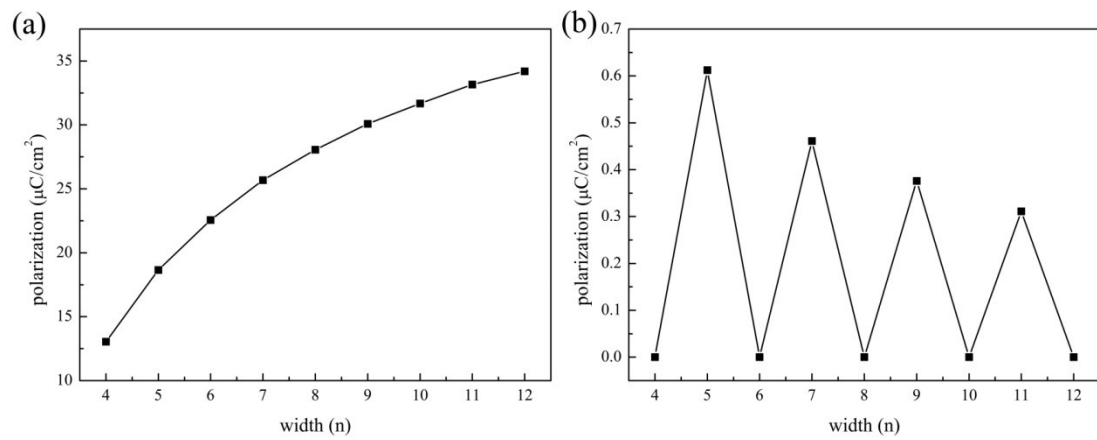 (a)
35
30
25
20
15
10
polarization (μC/cm²)
4 5 6 7 8 9 10 11 12
width (n)
(b)
0.7
0.6
0.5
0.4
0.3
0.2
0.1
0.0
polarization (μC/cm²)
4 5 6 7 8 9 10 11 12
width (n)